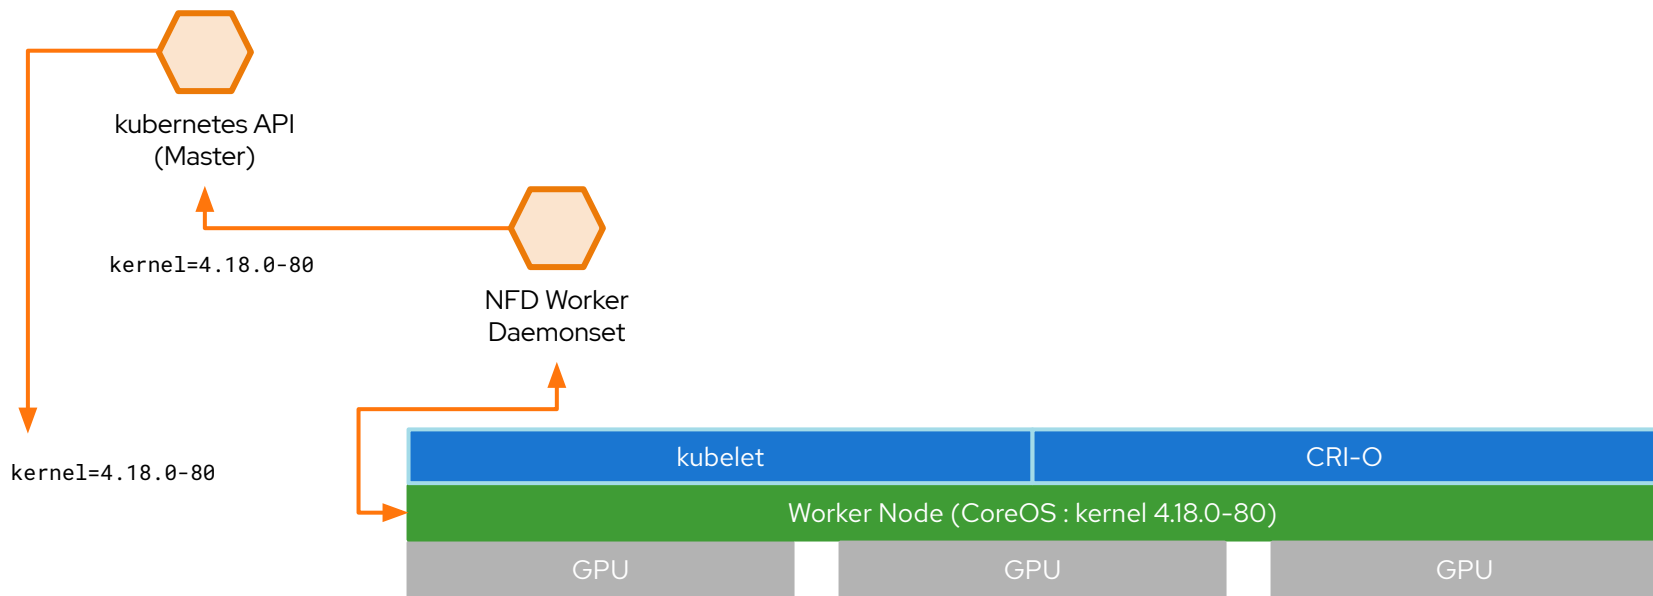 kubernetes API
(Master)
kernel=4.18.0-80
NFD Worker
Daemonset
kernel=4.18.0-80
kubelet
CRI-O
Worker Node (CoreOS : kernel 4.18.0-80)
GPU
GPU
GPU